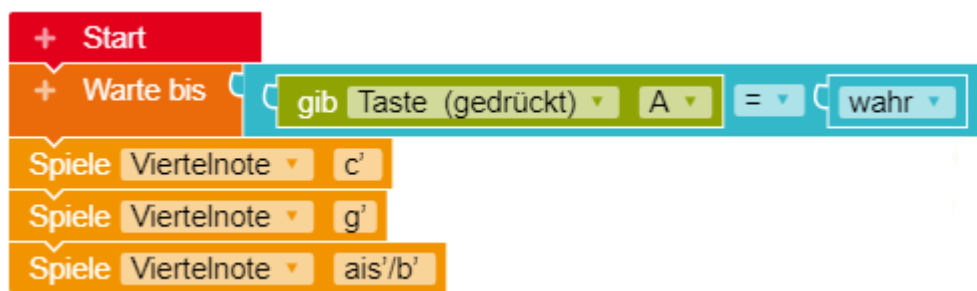 + Start
+ Warte bis gib Taste (gedrückt) A = wahr
Spiele Viertelnote c’
Spiele Viertelnote g’
Spiele Viertelnote ais’/b’